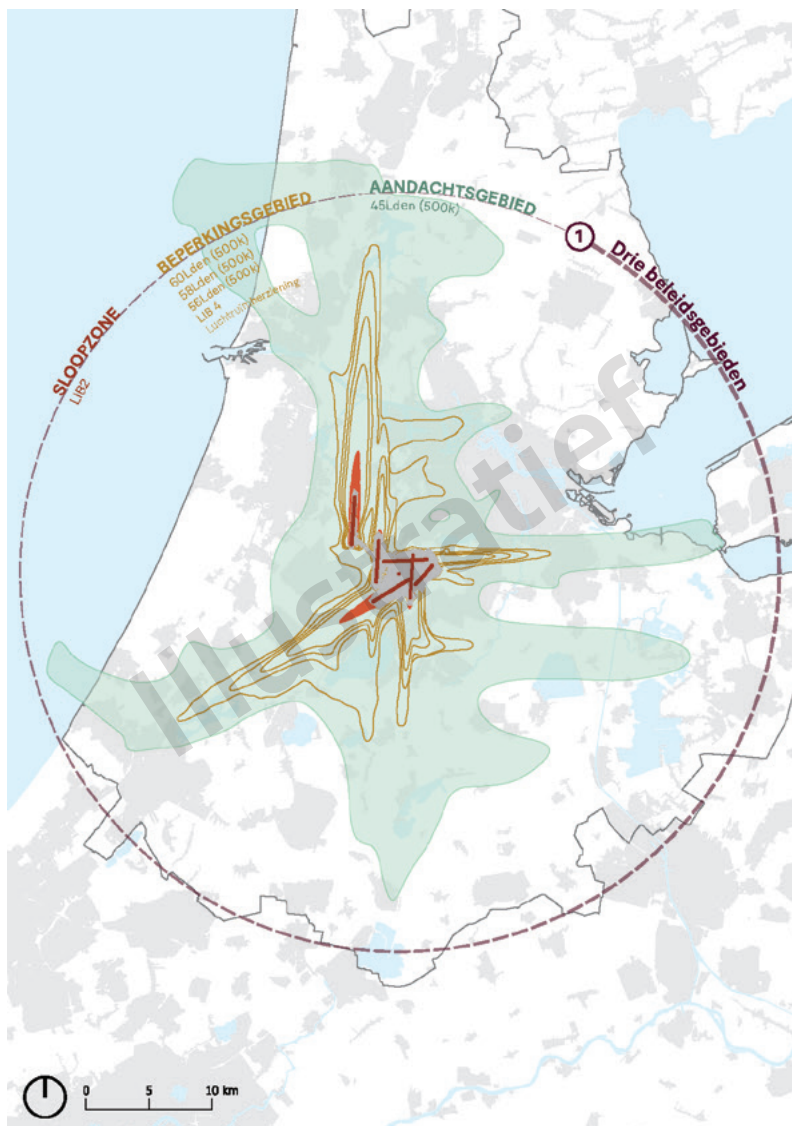 AANDACHTSGEBIED
45Lden (500k)
BEPERKINGSGEBIED
60Lden (500k)
58Lden (500k)
56Lden (500k)
LIB 4
Luchtruimherziening
SLOOPZONE
LIB2
1
Drie beleidsgebieden
Illustratief
0 5 10 km